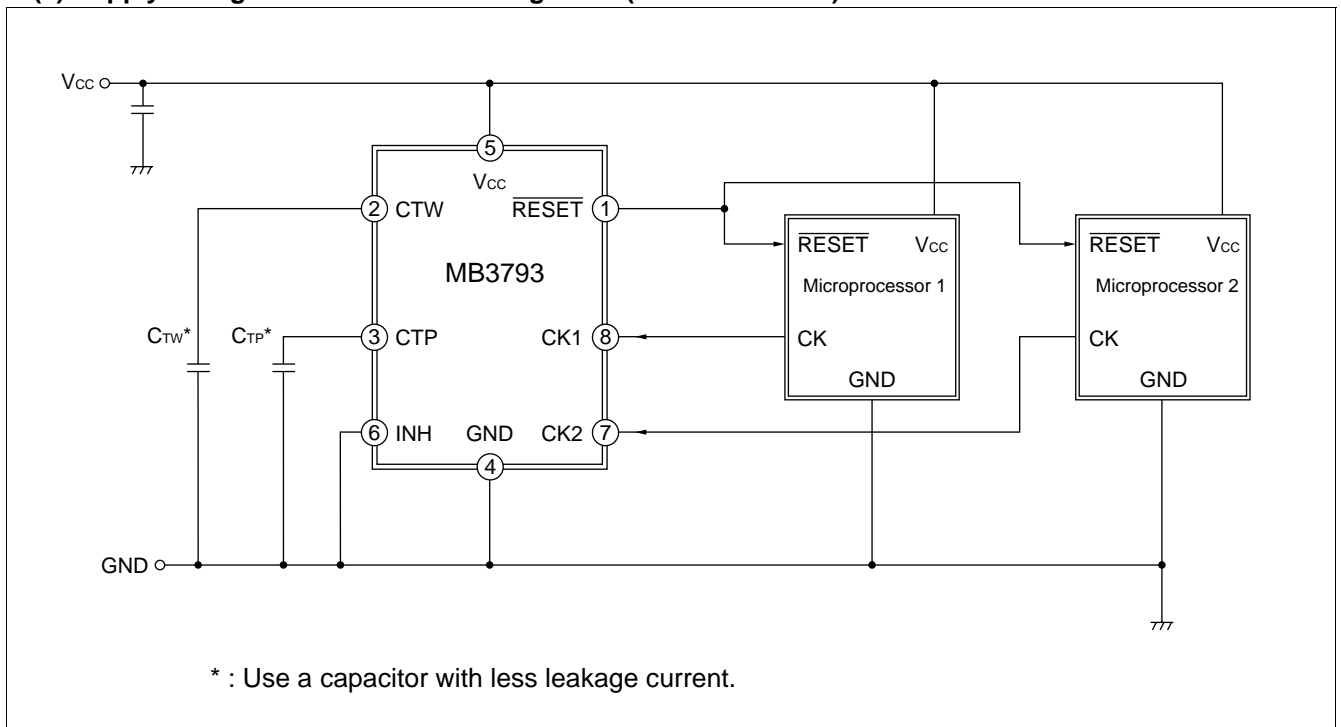 VCC
5
VCC
2 CTW
RESET 1
MB3793
RESET VCC
Microprocessor 1
RESET VCC
Microprocessor 2
CTW*
CTP*
3 CTP
CK1 8
CK
CK
GND
GND
6 INH GND CK2 7
4
GND
* : Use a capacitor with less leakage current.